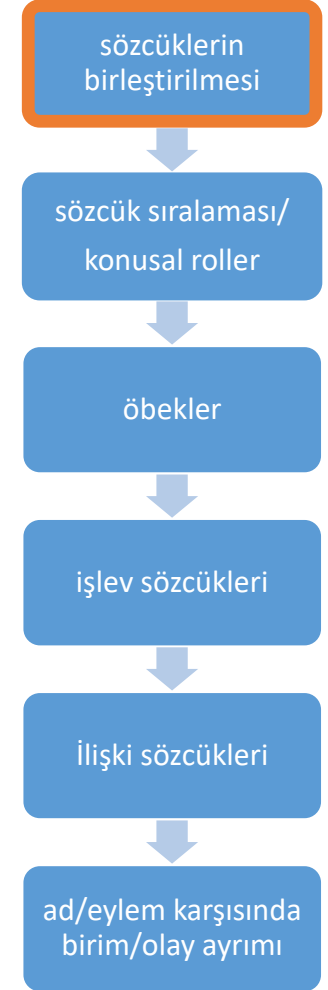 sözcüklerin
birleştirilmesi
sözcük sıralaması/
konusal roller
öbekler
işlev sözcükleri
İlişki sözcükleri
ad/eylem karşısında
birim/olay ayrımı